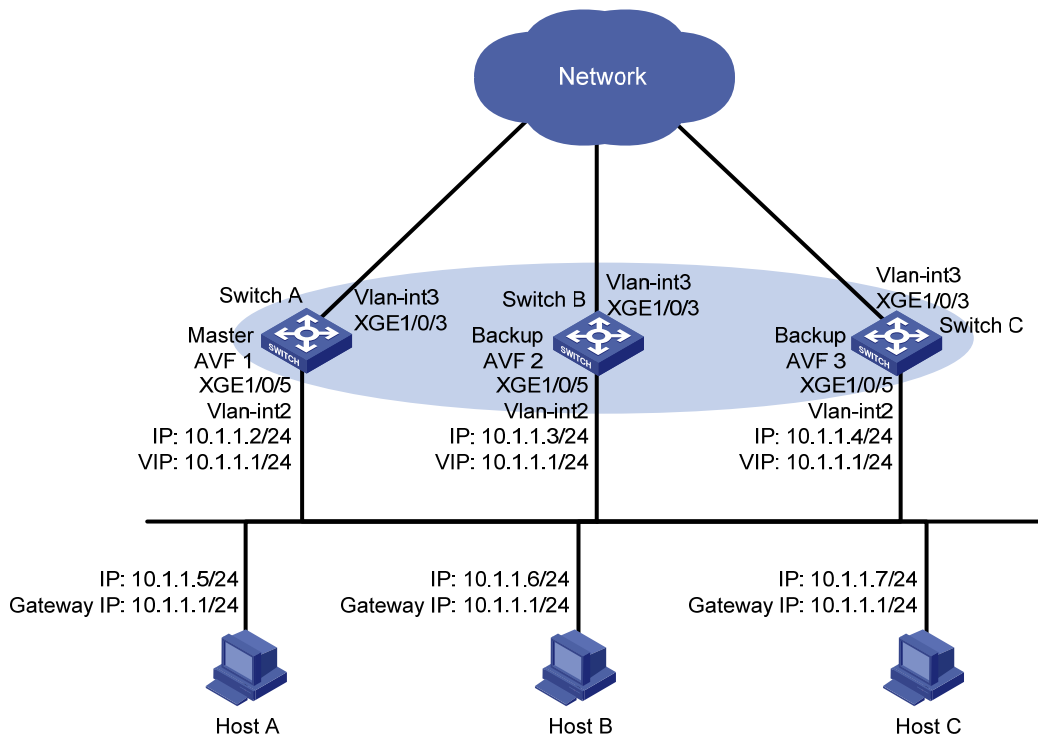 Network
Switch A
Vlan-int3
XGE1/0/3
Master
AVF 1
XGE1/0/5
Vlan-int2
IP: 10.1.1.2/24
VIP: 10.1.1.1/24
SWITCH
Switch B
Vlan-int3
XGE1/0/3
Backup
AVF 2
XGE1/0/5
Vlan-int2
IP: 10.1.1.3/24
VIP: 10.1.1.1/24
SWITCH
Vlan-int3
XGE1/0/3
Switch C
Backup
AVF 3
XGE1/0/5
Vlan-int2
IP: 10.1.1.4/24
VIP: 10.1.1.1/24
SWITCH
IP: 10.1.1.5/24
Gateway IP: 10.1.1.1/24
Host A
IP: 10.1.1.6/24
Gateway IP: 10.1.1.1/24
Host B
IP: 10.1.1.7/24
Gateway IP: 10.1.1.1/24
Host C